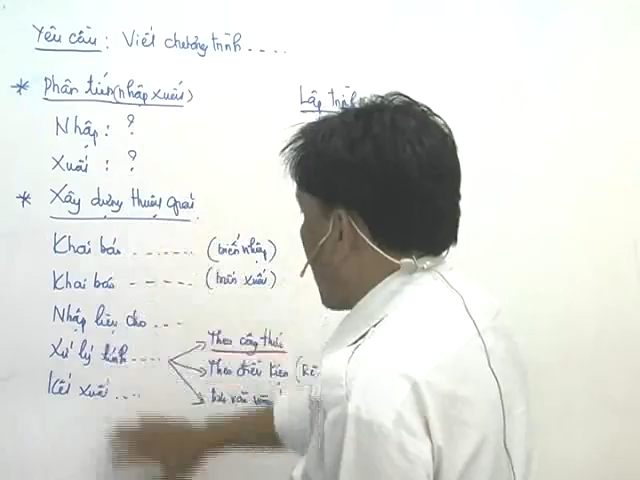 Yêu cầu : Viết chương trình ....
* Phân tích (nhập xuất)
Lập
Nhập : ?
Xuất : ?
* Xây dựng thuật giải
Khai báo ....... (biến nhập)
Khai báo ----- (biến xuất)
Nhập liệu cho ....
Xử lý tính ....
Theo công thức
Theo điều kiện
Kết xuất ....